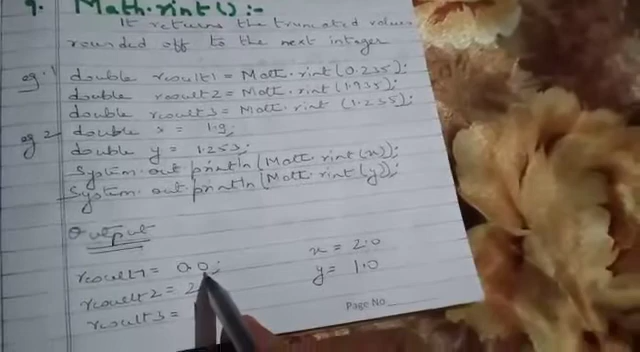 9. Math.rint() :-
It returns the truncated value
rounded off to the next integer
eg.1 double result1 = Math.rint(0.235);
double result2 = Math.rint(1.935);
double result3 = Math.rint (1.235);
eg 2 double x = 1.9;
double y = 1.253;
System.out.println(Math.rint(x));
System.out.println(Math.rint(y));
Output
result1 = 0.0;
result2 = 2
result3 =
x = 2.0
y = 1.0
Page No